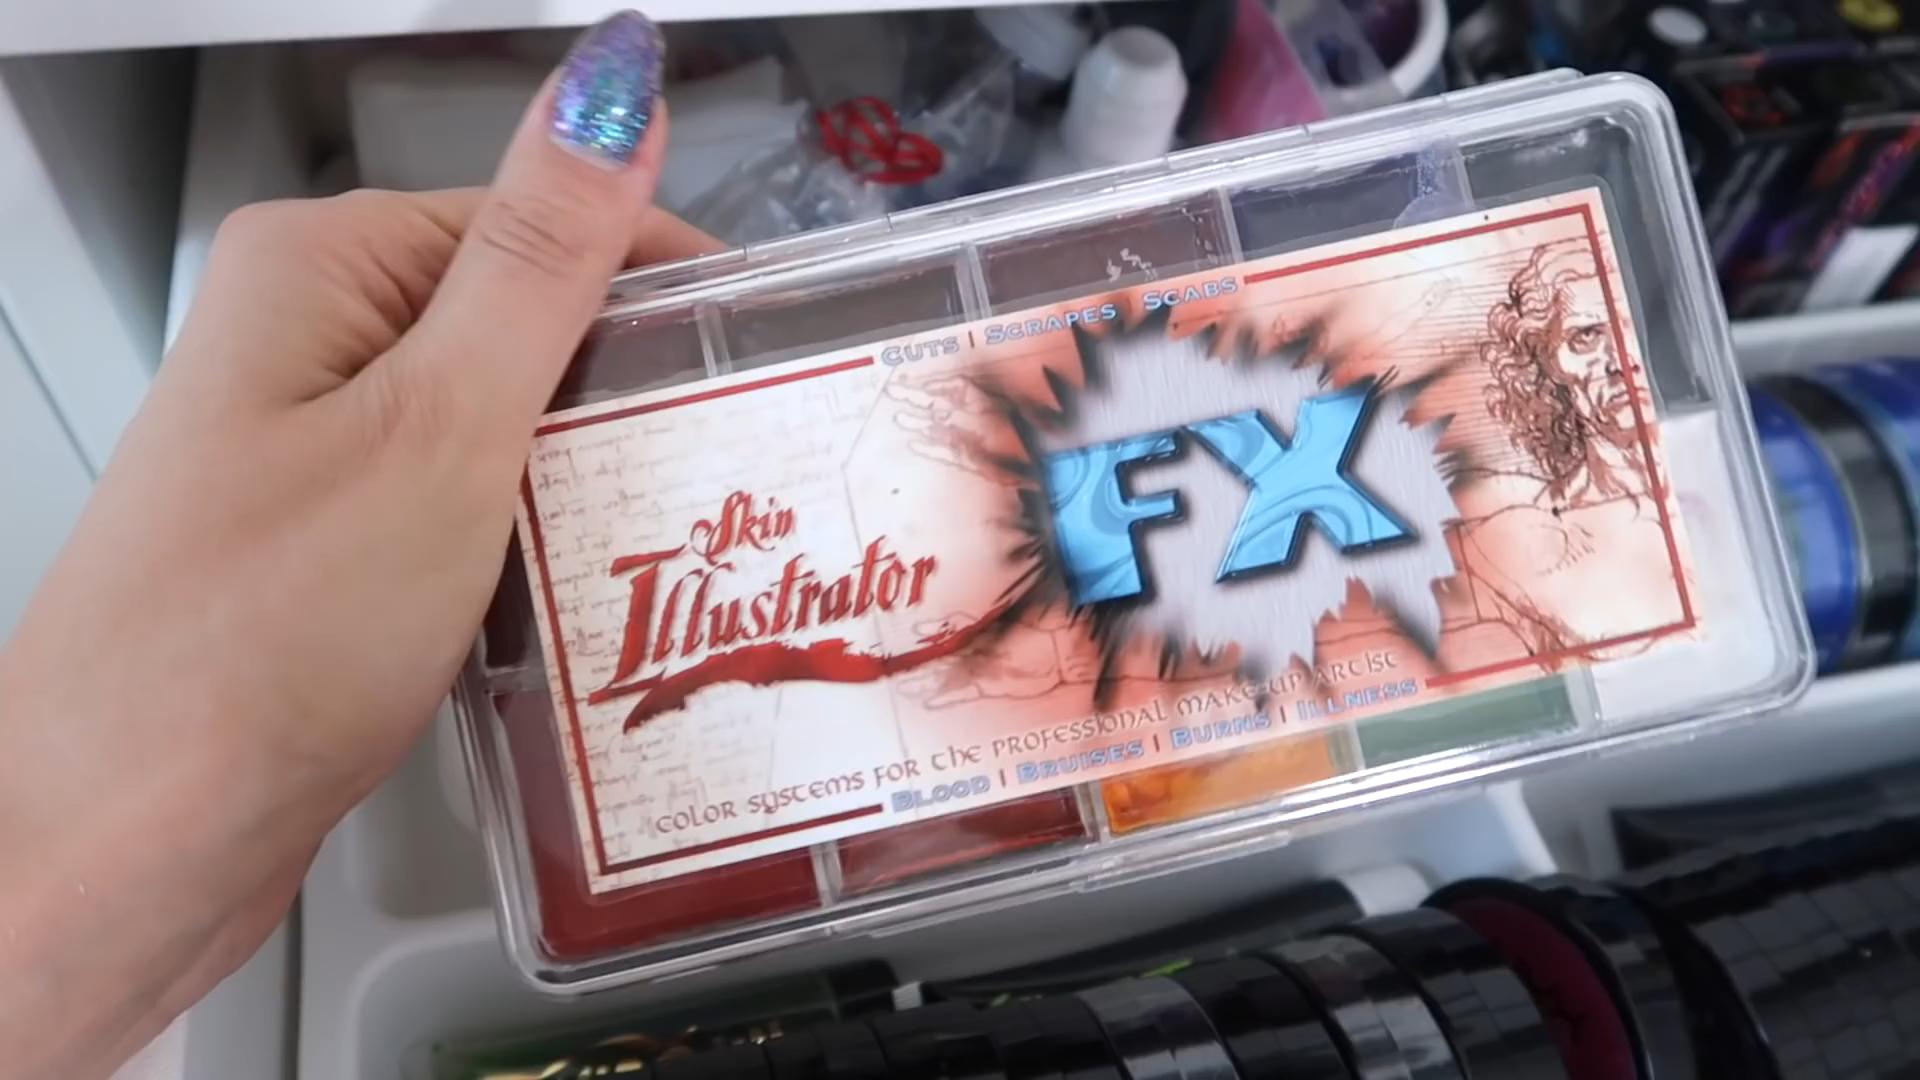 CUTS | SCRAPES SCABS
FX
Skin
Illustrator
COLOR SYSTEMS FOR the PROFESSIONAL MAKE-UP ARTIST
BLOOD | BRUISES | BURNS | ILLNESS